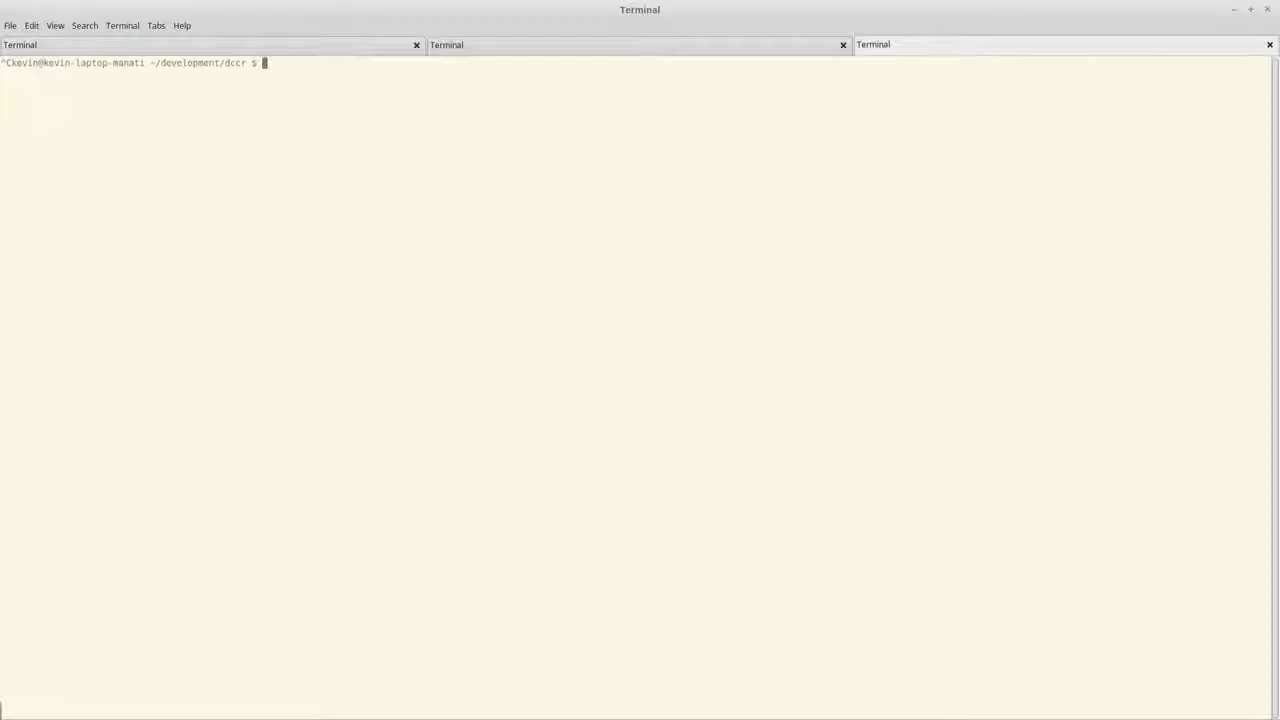 Terminal
File Edit View Search Terminal Tabs Help
Terminal
Terminal
Terminal
^Ckevin@kevin-laptop-manati ~/development/dccr $